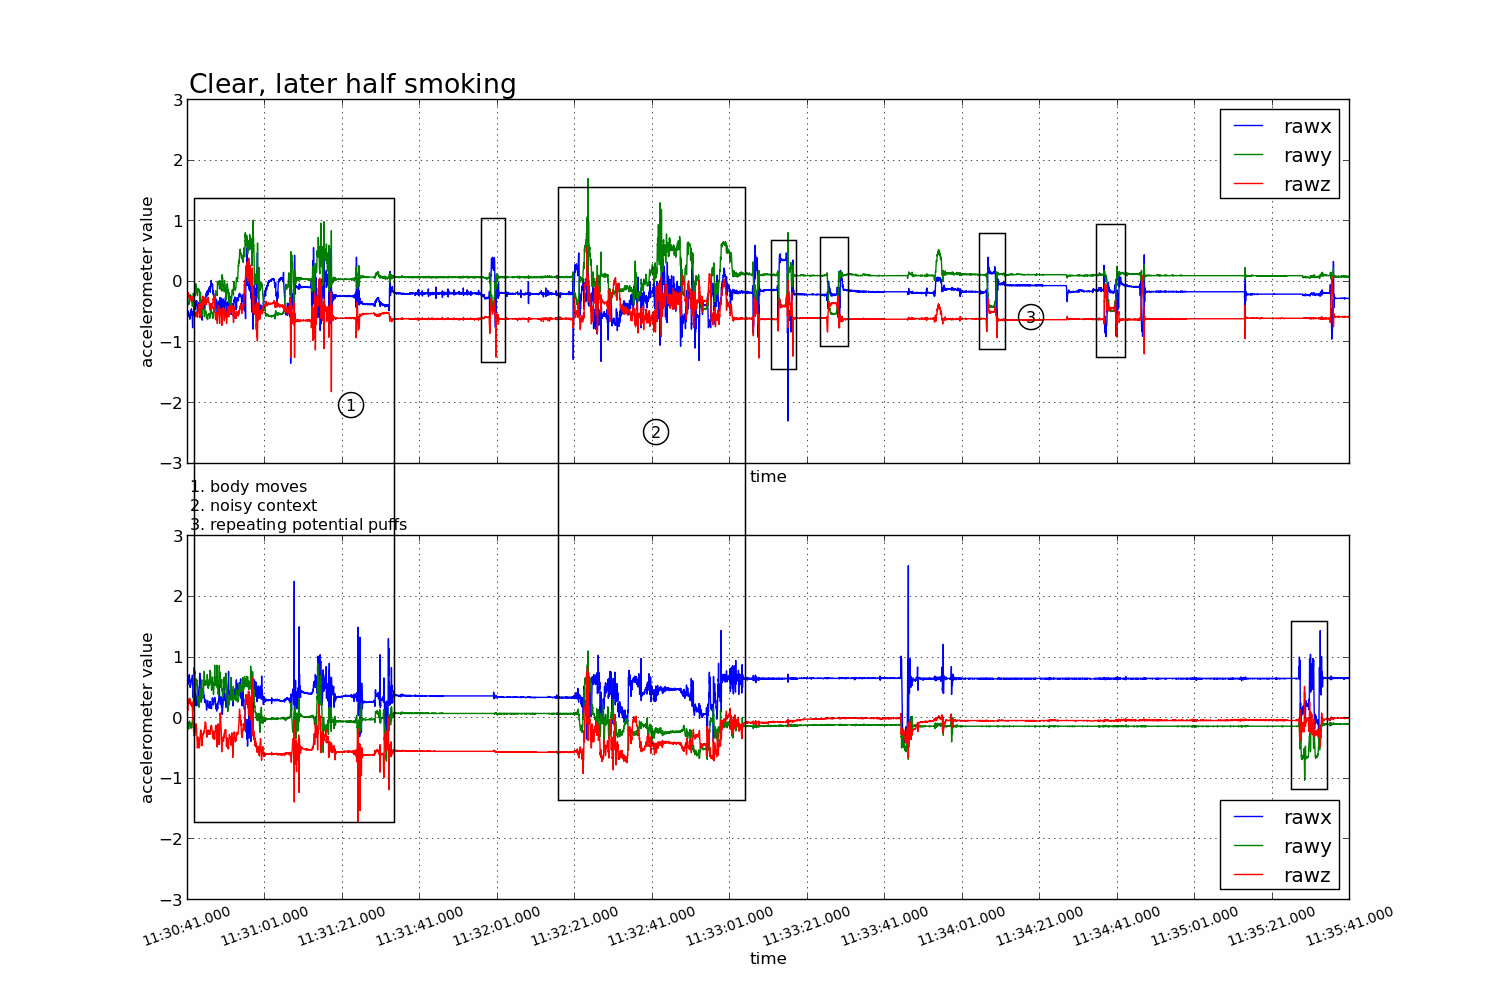 Clear, later half smoking
3
2
1
0
−1
−2
−3
accelerometer value
rawx
rawy
rawz
1
2
3
time
1. body moves
2. noisy context
3. repeating potential puffs
3
2
1
0
−1
−2
−3
accelerometer value
rawx
rawy
rawz
11:30:41.000
11:31:01.000
11:31:21.000
11:31:41.000
11:32:01.000
11:32:21.000
11:32:41.000
11:33:01.000
11:33:21.000
11:33:41.000
11:34:01.000
11:34:21.000
11:34:41.000
11:35:01.000
11:35:21.000
11:35:41.000
time